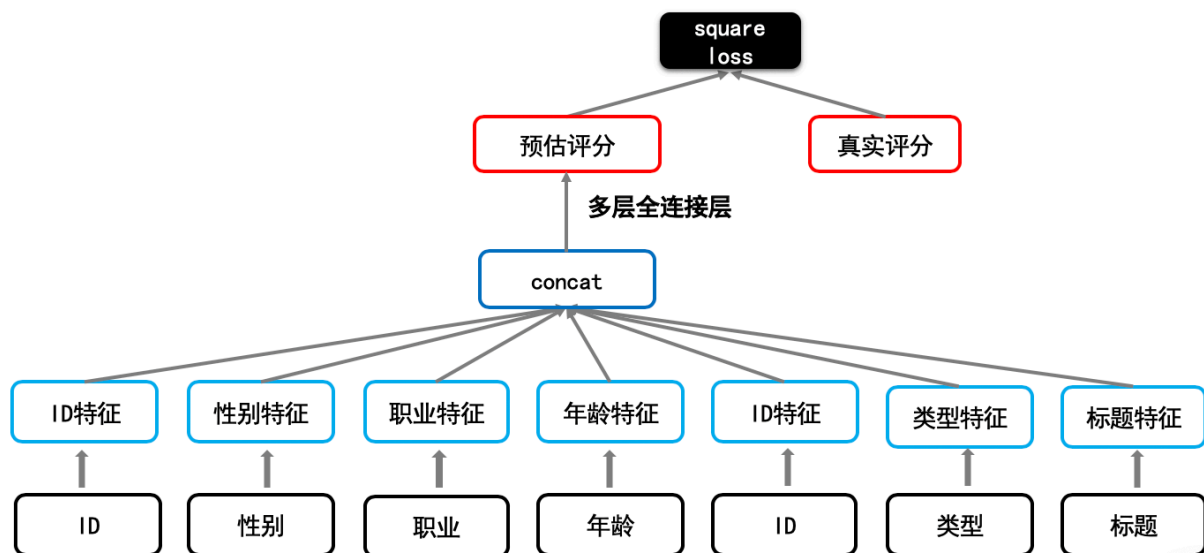 square
loss
预估评分
真实评分
多层全连接层
concat
ID特征
性别特征
职业特征
年龄特征
ID特征
类型特征
标题特征
ID
性别
职业
年龄
ID
类型
标题